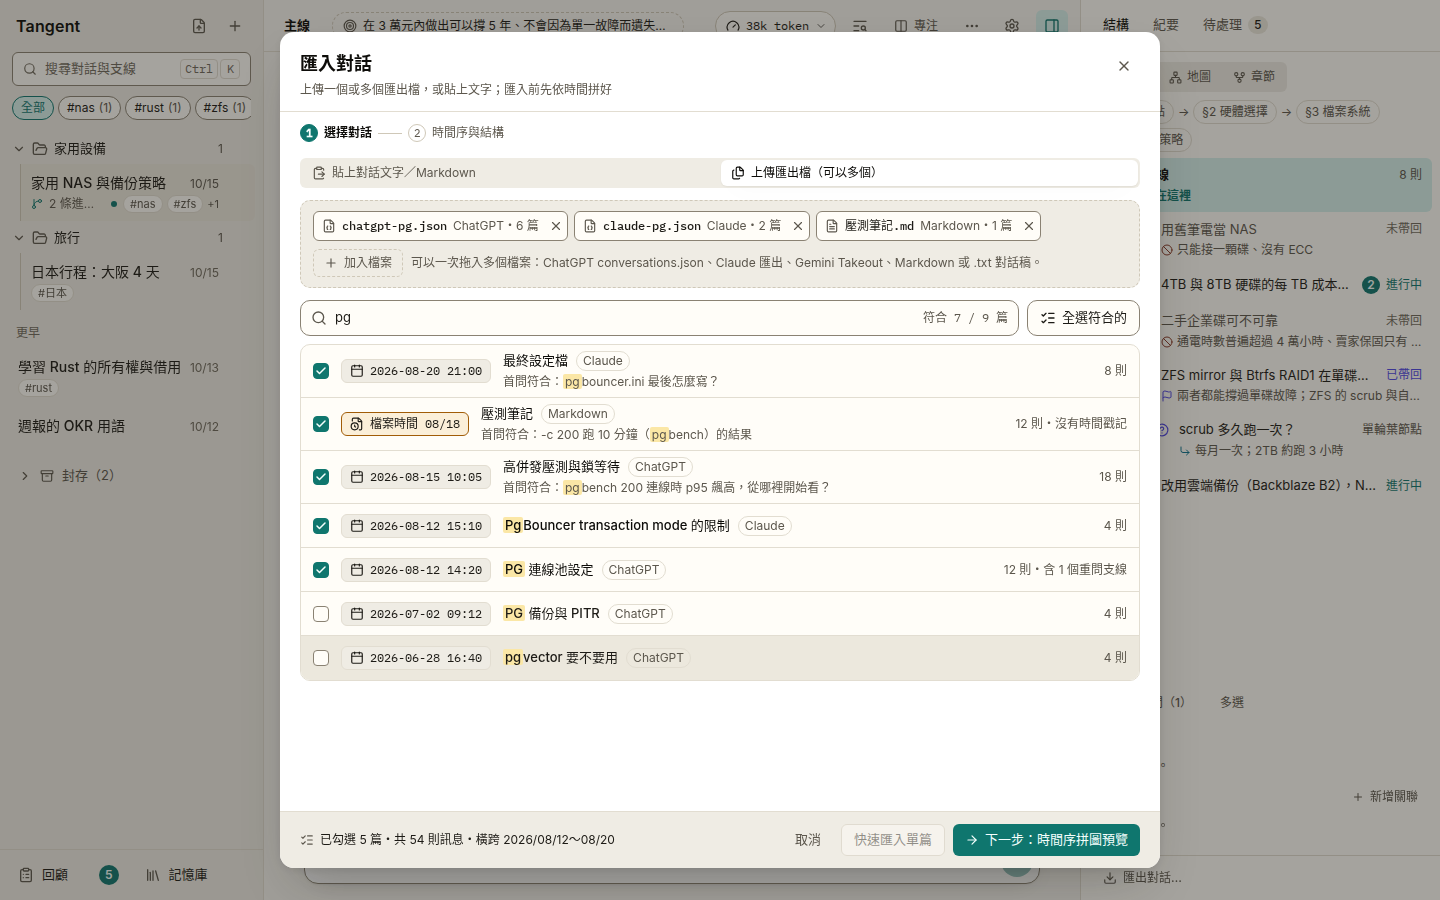 Tangent
搜尋對話與支線
Ctrl K
全部 #nas (1) #rust (1) #zfs (1)
家用設備 1
家用 NAS 與備份策略 10/15
2 條進… #nas #zfs +1
旅行 1
日本行程：大阪 4 天 10/15
#日本
更早
學習 Rust 的所有權與借用 10/13
#rust
週報的 OKR 用語 10/12
封存（2）
回顧 5 記憶庫
主線 在 3 萬元內做出可以撐 5 年、不會因為單一故障而遺失… 38k token 專注
匯入對話
上傳一個或多個匯出檔，或貼上文字；匯入前先依時間拼好
1 選擇對話 2 時間序與結構
貼上對話文字／Markdown 上傳匯出檔（可以多個）
chatgpt-pg.json ChatGPT・6 篇 claude-pg.json Claude・2 篇 壓測筆記.md Markdown・1 篇
加入檔案 可以一次拖入多個檔案：ChatGPT conversations.json、Claude 匯出、Gemini Takeout、Markdown 或 .txt 對話稿。
pg 符合 7 / 9 篇 全選符合的
2026-08-20 21:00 最終設定檔 Claude 8 則
首問符合：pgbouncer.ini 最後怎麼寫？
檔案時間 08/18 壓測筆記 Markdown 12 則・沒有時間戳記
首問符合：-c 200 跑 10 分鐘（pgbench）的結果
2026-08-15 10:05 高併發壓測與鎖等待 ChatGPT 18 則
首問符合：pgbench 200 連線時 p95 飆高，從哪裡開始看？
2026-08-12 15:10 PgBouncer transaction mode 的限制 Claude 4 則
2026-08-12 14:20 PG 連線池設定 ChatGPT 12 則・含 1 個重問支線
2026-07-02 09:12 PG 備份與 PITR ChatGPT 4 則
2026-06-28 16:40 pgvector 要不要用 ChatGPT 4 則
已勾選 5 篇・共 54 則訊息・橫跨 2026/08/12～08/20 取消 快速匯入單篇 下一步：時間序拼圖預覽
結構 紀要 待處理 5
地圖 章節
→ §2 硬體選擇 → §3 檔案系統
策略
線 8 則
在這裡
用舊筆電當 NAS 未帶回
只能接一顆碟、沒有 ECC
4TB 與 8TB 硬碟的每 TB 成本… 2 進行中
二手企業碟可不可靠 未帶回
通電時數普遍超過 4 萬小時、賣家保固只有 …
ZFS mirror 與 Btrfs RAID1 在單碟… 已帶回
兩者都能撐過單碟故障；ZFS 的 scrub 與自…
scrub 多久跑一次？ 單輪葉節點
每月一次；2TB 約跑 3 小時
改用雲端備份（Backblaze B2），N… 進行中
（1） 多選
新增關聯
匯出對話…